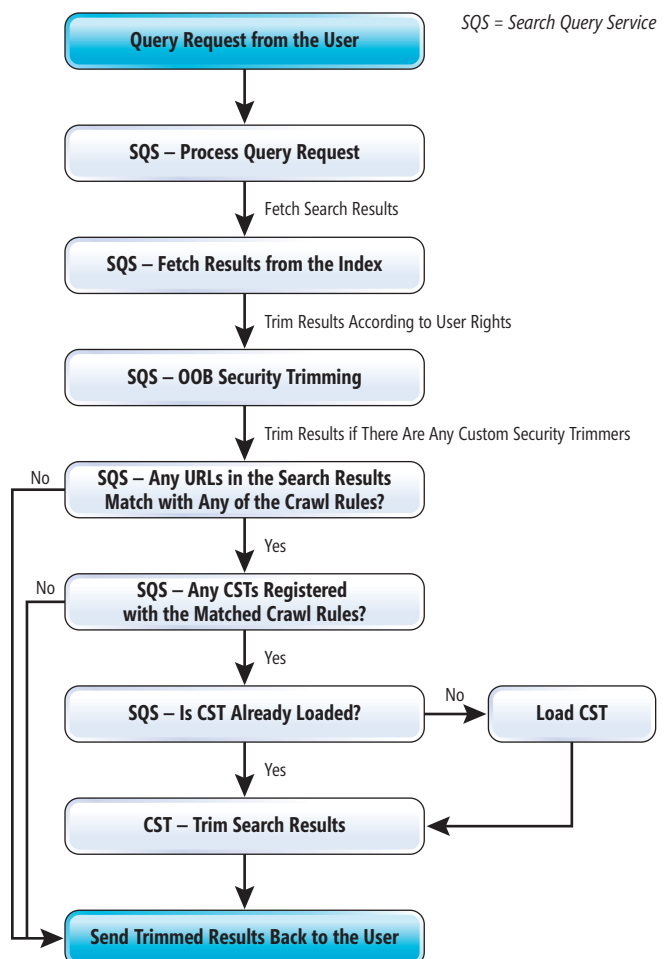 Query Request from the User
SQS = Search Query Service
SQS – Process Query Request
Fetch Search Results
SQS – Fetch Results from the Index
Trim Results According to User Rights
SQS – OOB Security Trimming
Trim Results if There Are Any Custom Security Trimmers
No
SQS – Any URLs in the Search Results
Match with Any of the Crawl Rules?
Yes
No
SQS – Any CSTs Registered
with the Matched Crawl Rules?
Yes
SQS – Is CST Already Loaded?
No
Load CST
Yes
CST – Trim Search Results
Send Trimmed Results Back to the User